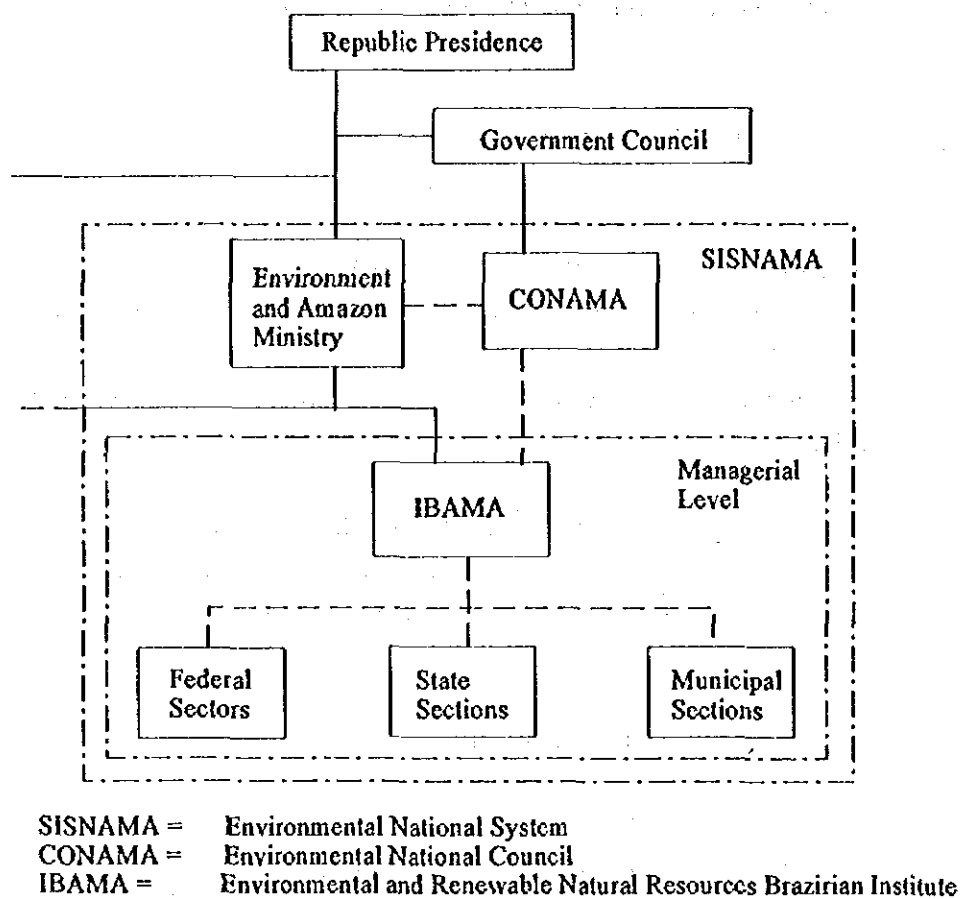 Republic Presidence
Government Council
SISNAMA
Environment
and Amazon
Ministry
CONAMA
Managerial
Level
IBAMA
Federal
Sectors
State
Sections
Municipal
Sections
SISNAMA = Environmental National System
CONAMA = Environmental National Council
IBAMA = Environmental and Renewable Natural Resources Brazirian Institute